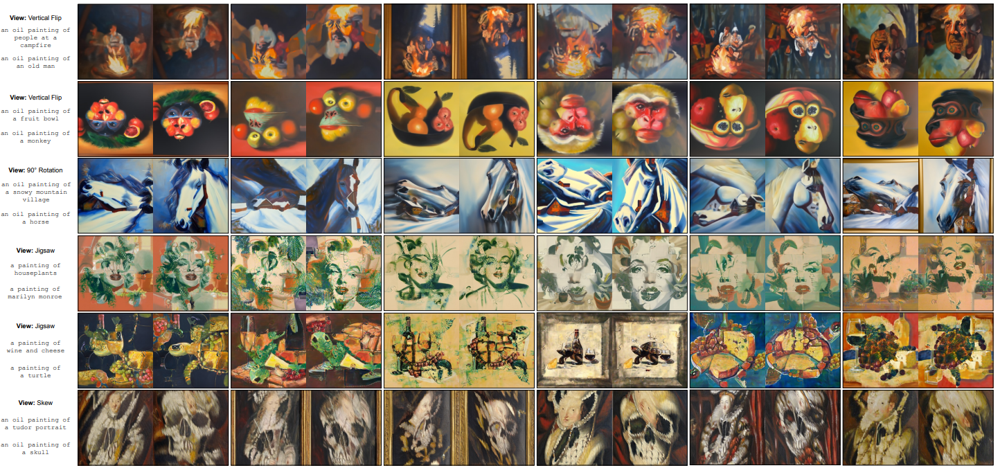 View: Vertical Flip
an oil painting of
people at a
campfire
an oil painting of
an old man
View: Vertical Flip
an oil painting of
a fruit bowl
an oil painting of
a monkey
View: 90° Rotation
an oil painting of
a snowy mountain
village
an oil painting of
a horse
View: Jigsaw
a painting of
houseplants
a painting of
marilyn monroe
View: Jigsaw
a painting of
wine and cheese
a painting of
a turtle
View: Skew
an oil painting of
a tudor portrait
an oil painting of
a skull